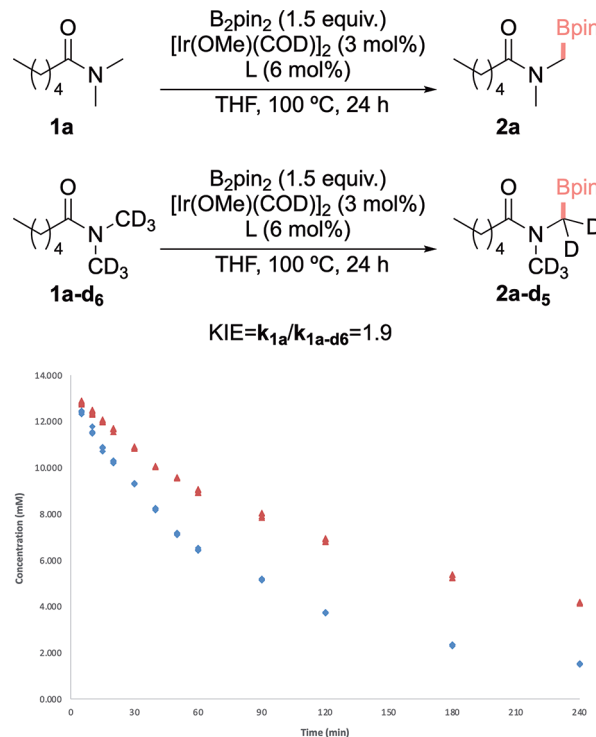 B₂pin₂ (1.5 equiv.)
[Ir(OMe)(COD)]₂ (3 mol%)
L (6 mol%)
THF, 100 ºC, 24 h
O
N
( )₄
1a
O
Bpin
N
( )₄
2a
B₂pin₂ (1.5 equiv.)
[Ir(OMe)(COD)]₂ (3 mol%)
L (6 mol%)
THF, 100 ºC, 24 h
O
N
CD₃
( )₄
CD₃
1a-d₆
O
Bpin
N
D
D
( )₄
CD₃
2a-d₅
KIE=k₁ₐ/k₁ₐ₋d₆=1.9
14.000
12.000
10.000
8.000
6.000
4.000
2.000
0.000
Concentration (mM)
0 30 60 90 120 150 180 210 240
Time (min)